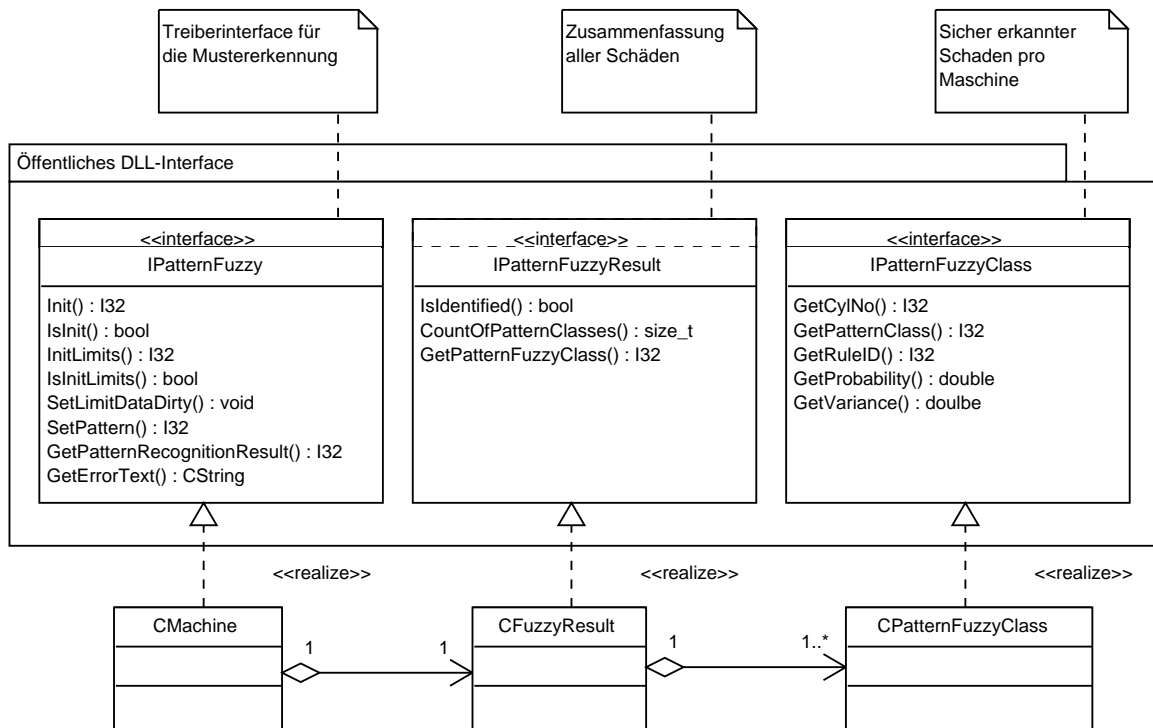 Treiberinterface für
die Mustererkennung
Zusammenfassung
aller Schäden
Sicher erkannter
Schaden pro
Maschine
Öffentliches DLL-Interface
<<interface>>
IPatternFuzzy
Init() : I32
IsInit() : bool
InitLimits() : I32
IsInitLimits() : bool
SetLimitDataDirty() : void
SetPattern() : I32
GetPatternRecognitionResult() : I32
GetErrorText() : CString
<<interface>>
IPatternFuzzyResult
IsIdentified() : bool
CountOfPatternClasses() : size_t
GetPatternFuzzyClass() : I32
<<interface>>
IPatternFuzzyClass
GetCylNo() : I32
GetPatternClass() : I32
GetRuleID() : I32
GetProbability() : double
GetVariance() : doulbe
<<realize>>
<<realize>>
<<realize>>
CMachine
1
1
CFuzzyResult
1
1..*
CPatternFuzzyClass